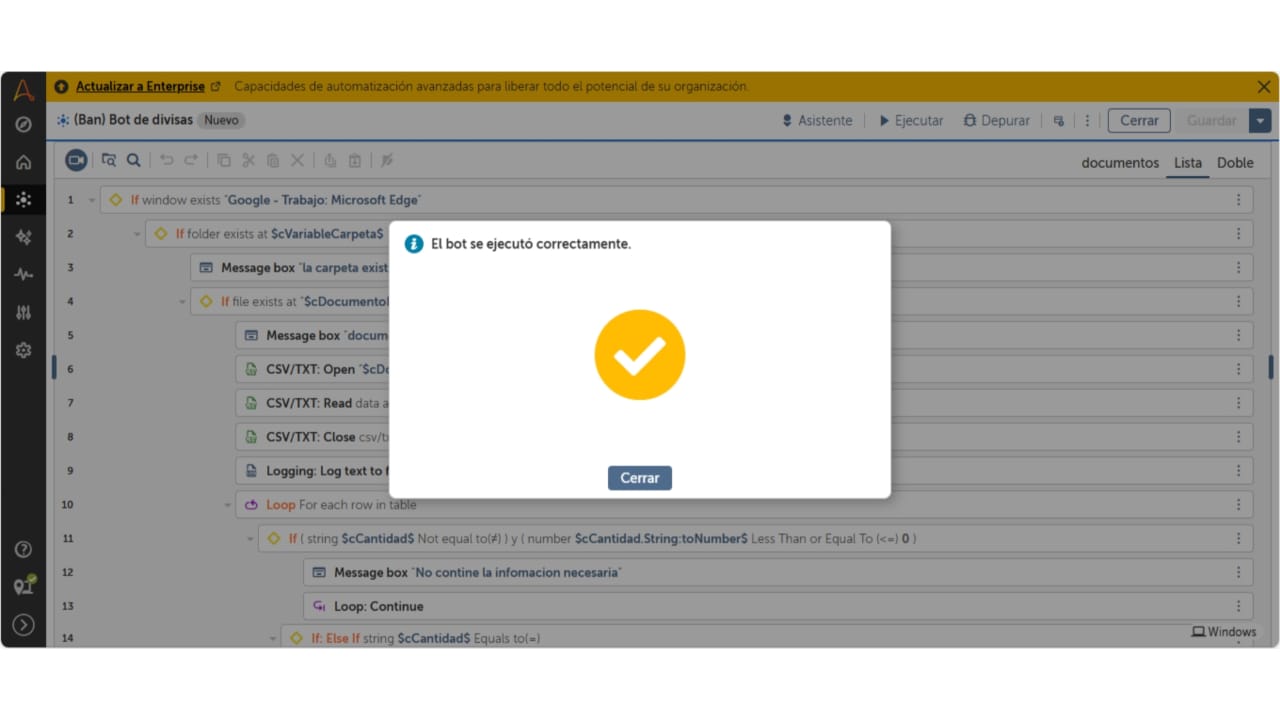 Actualizar a Enterprise Capacidades de automatización avanzadas para liberar todo el potencial de su organización.
(Ban) Bot de divisas Nuevo Asistente Ejecutar Depurar Cerrar Guardar
documentos Lista Doble
1 If window exists "Google - Trabajo: Microsoft Edge"
2 If folder exists at $cVariableCarpeta$
El bot se ejecutó correctamente.
3 Message box "la carpeta exist
4 If file exists at "$cDocumento
5 Message box "docum
6 CSV/TXT: Open "$cDo
7 CSV/TXT: Read data a
8 CSV/TXT: Close csv/t
9 Logging: Log text to f
Cerrar
10 Loop For each row in table
11 If ( string $cCantidad$ Not equal to(≠) ) y ( number $cCantidad.String:toNumber$ Less Than or Equal To (<=) 0 )
12 Message box "No contine la infomacion necesaria"
13 Loop: Continue
14 If: Else If string $cCantidad$ Equals to(=)
Windows